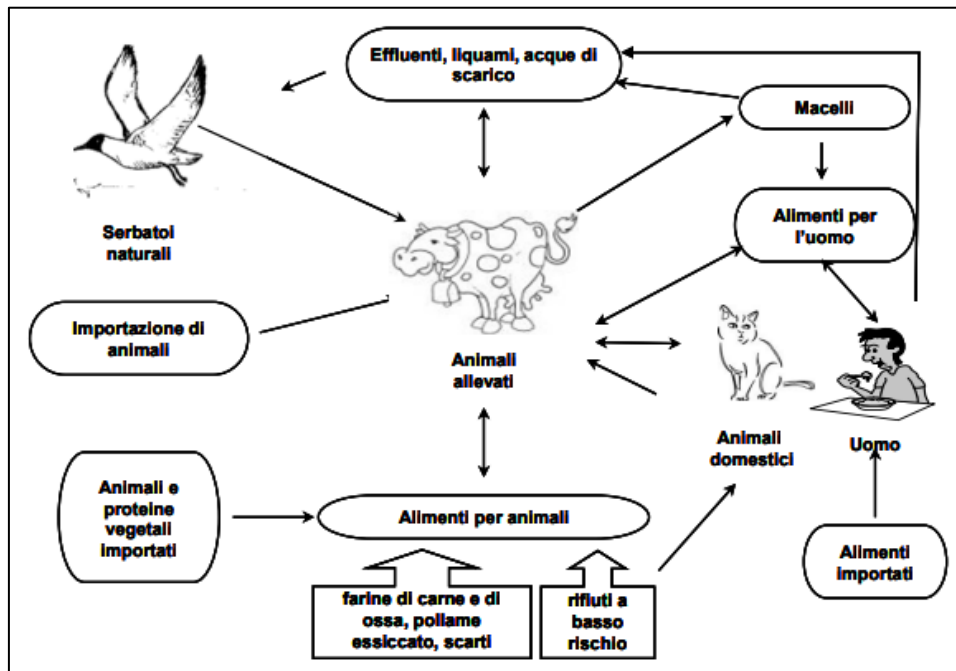 Effluenti, liquami, acque di
scarico
Macelli
Serbatoi
naturali
Alimenti per
l'uomo
Importazione di
animali
Animali
allevati
Animali
domestici
Uomo
Animali e
proteine
vegetali
importati
Alimenti per animali
Alimenti
importati
farine di carne e di
ossa, pollame
essiccato, scarti
rifiuti a
basso
rischio